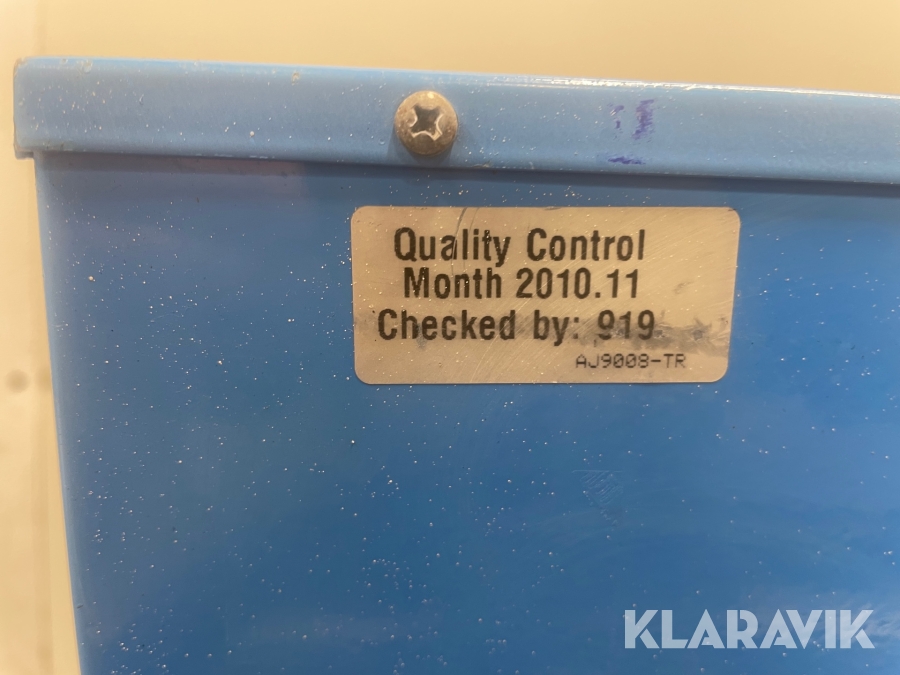 Quality Control
Month 2010.11
Checked by: 919
AJ9008-TR
KLARAVIK